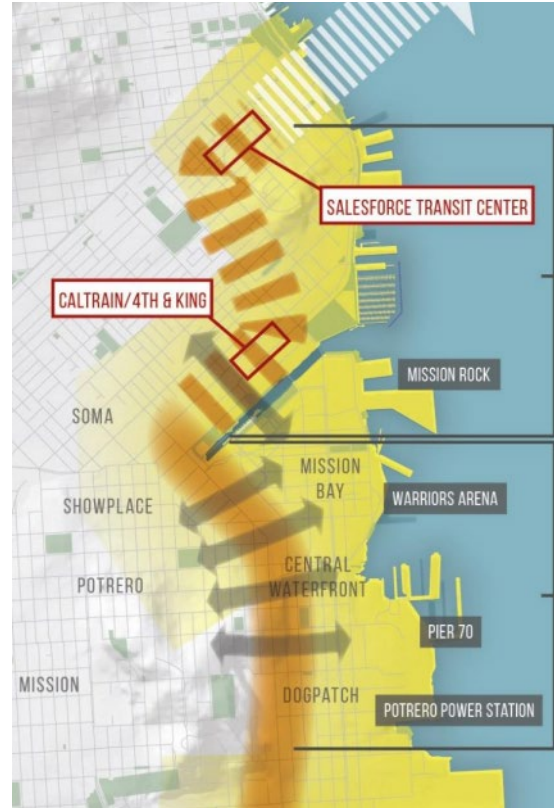 SALESFORCE TRANSIT CENTER
CALTRAIN/4TH & KING
MISSION ROCK
SOMA
MISSION
BAY
WARRIORS ARENA
SHOWPLACE
CENTRAL
WATERFRONT
POTRERO
PIER 70
MISSION
DOGPATCH
POTRERO POWER STATION